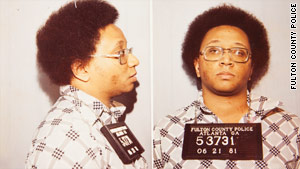 FULTON COUNTY POLICE
ATLANTA GA
53731
06 21 81
FULTON COUNTY POLICE